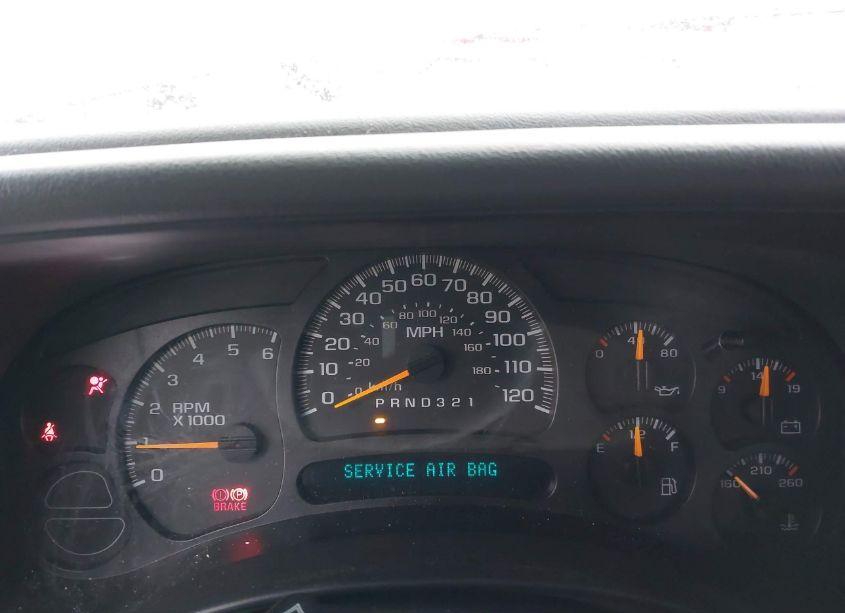 0 1 2 3 4 5 6
RPM
X1000
0 10 20 30 40 50 60 70 80 90 100 110 120
0 20 40 60 80 100 120 140 160 180
MPH
km/h
PRND321
0 40 80
9 14 19
E 1/2 F
160 210 260
(!) (P)
BRAKE
SERVICE AIR BAG